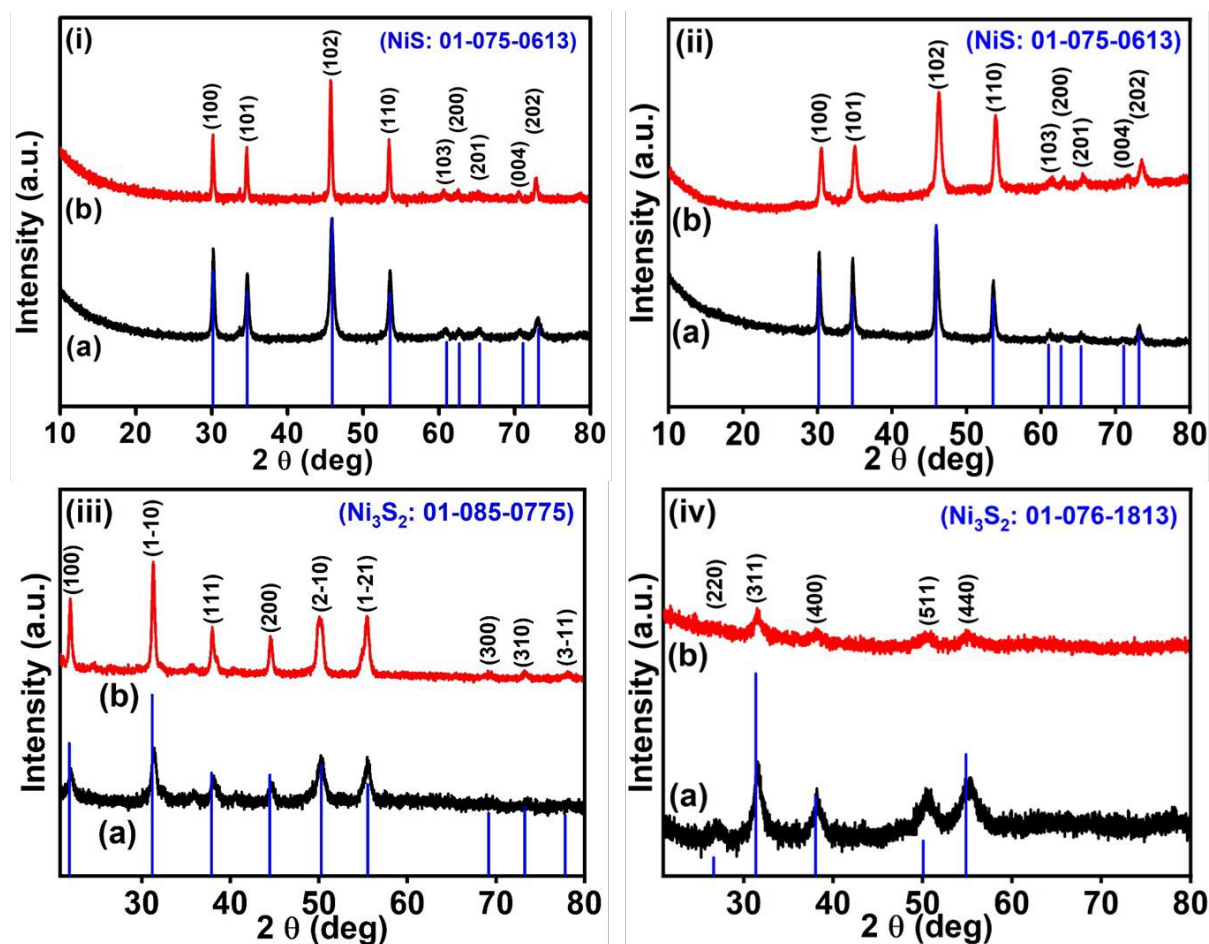 (i)
(NiS: 01-075-0613)
(100)
(101)
(102)
(110)
(103)
(200)
(201)
(004)
(202)
(b)
(a)
Intensity (a.u.)
10 20 30 40 50 60 70 80
2 θ (deg)
(ii)
(NiS: 01-075-0613)
(100)
(101)
(102)
(110)
(103)
(200)
(201)
(004)
(202)
(b)
(a)
Intensity (a.u.)
10 20 30 40 50 60 70 80
2 θ (deg)
(iii)
(Ni₃S₂: 01-085-0775)
(100)
(1-10)
(111)
(200)
(2-10)
(1-21)
(300)
(310)
(3-11)
(b)
(a)
Intensity (a.u.)
30 40 50 60 70 80
2 θ (deg)
(iv)
(Ni₃S₂: 01-076-1813)
(220)
(311)
(400)
(511)
(440)
(b)
(a)
Intensity (a.u.)
30 40 50 60 70 80
2 θ (deg)